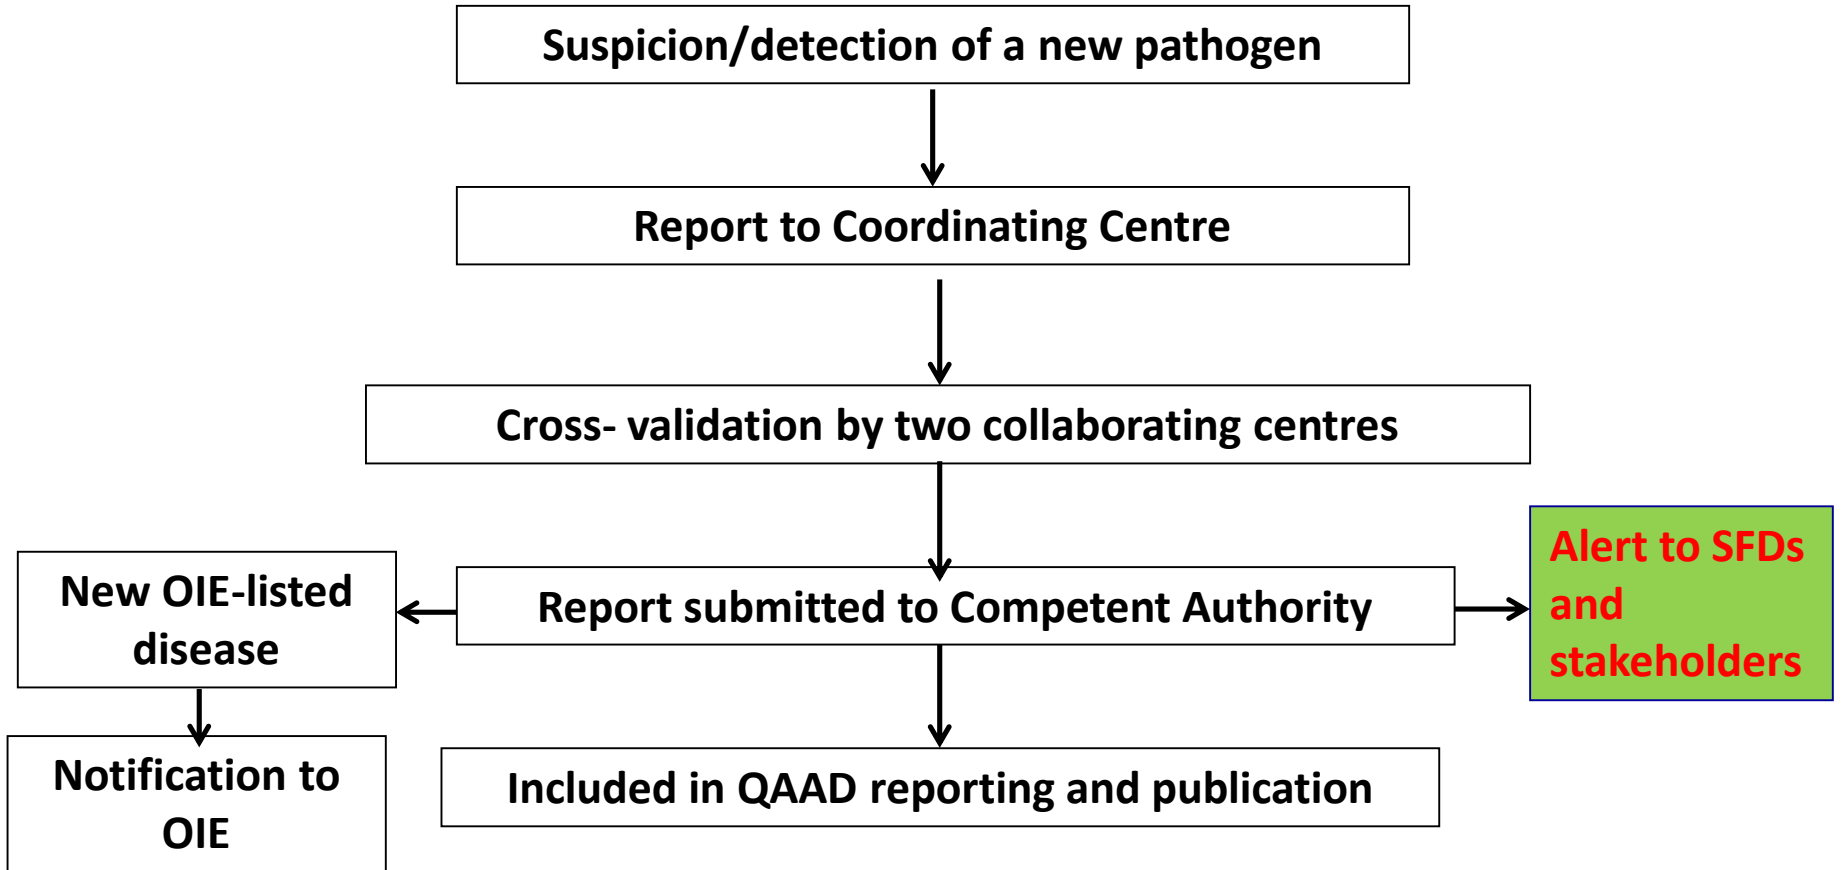 Suspicion/detection of a new pathogen
Report to Coordinating Centre
Cross- validation by two collaborating centres
New OIE-listed
disease
Report submitted to Competent Authority
Alert to SFDs
and
stakeholders
Notification to
OIE
Included in QAAD reporting and publication